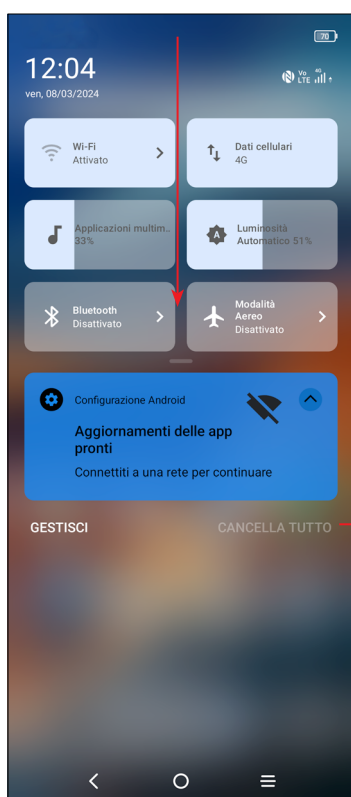 70
12:04
ven, 08/03/2024
Vo LTE 4G
Wi-Fi
Attivato
Dati cellulari
4G
Applicazioni multim..
33%
A
Luminosità
Automatico 51%
Bluetooth
Disattivato
Modalità
Aereo
Disattivato
Configurazione Android
Aggiornamenti delle app
pronti
Connettiti a una rete per continuare
GESTISCI
CANCELLA TUTTO